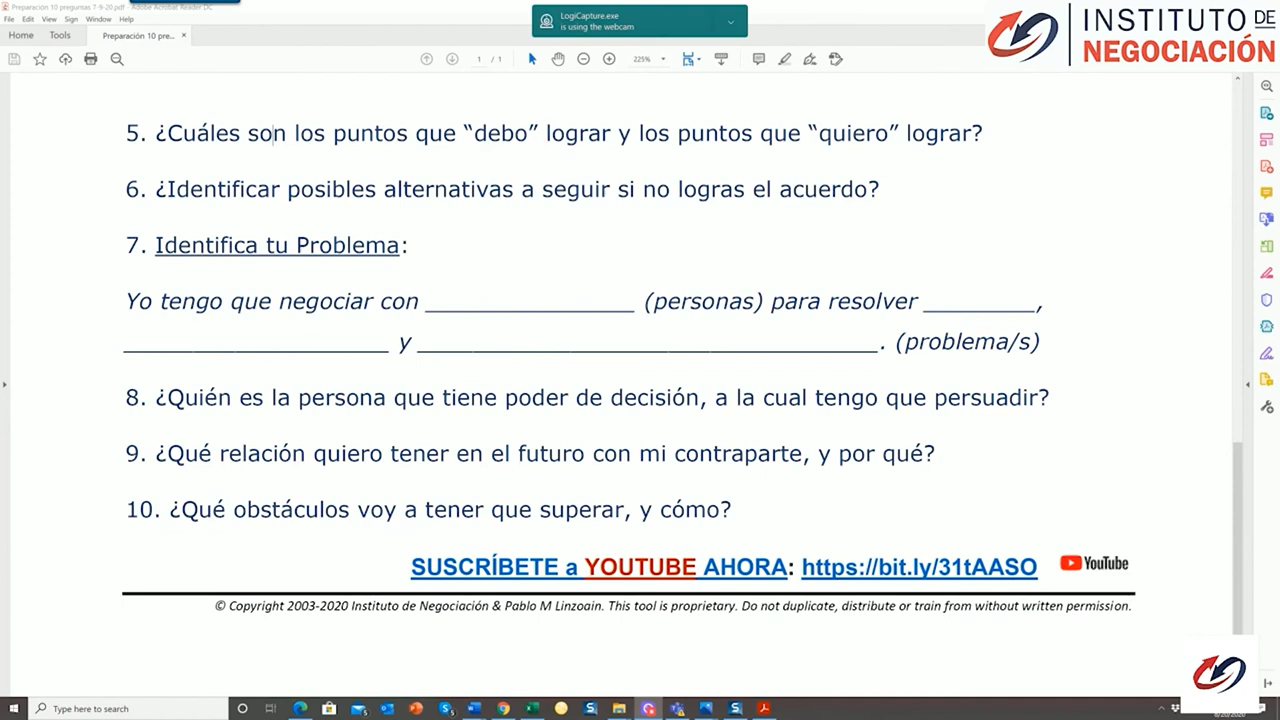 Preparación 10 preguntas 7-9-20.pdf - Adobe Acrobat Reader DC
File Edit View Sign Window Help
Home Tools Preparación 10 pre... ×
LogiCapture.exe
is using the webcam
INSTITUTO DE
NEGOCIACIÓN
1 / 1
225%
5. ¿Cuáles son los puntos que “debo” lograr y los puntos que “quiero” lograr?
6. ¿Identificar posibles alternativas a seguir si no logras el acuerdo?
7. Identifica tu Problema:
Yo tengo que negociar con _______________ (personas) para resolver ________,
___________________ y _________________________________. (problema/s)
8. ¿Quién es la persona que tiene poder de decisión, a la cual tengo que persuadir?
9. ¿Qué relación quiero tener en el futuro con mi contraparte, y por qué?
10. ¿Qué obstáculos voy a tener que superar, y cómo?
SUSCRÍBETE a YOUTUBE AHORA: https://bit.ly/31tAASO YouTube
© Copyright 2003-2020 Instituto de Negociación & Pablo M Linzoain. This tool is proprietary. Do not duplicate, distribute or train from without written permission.
Type here to search